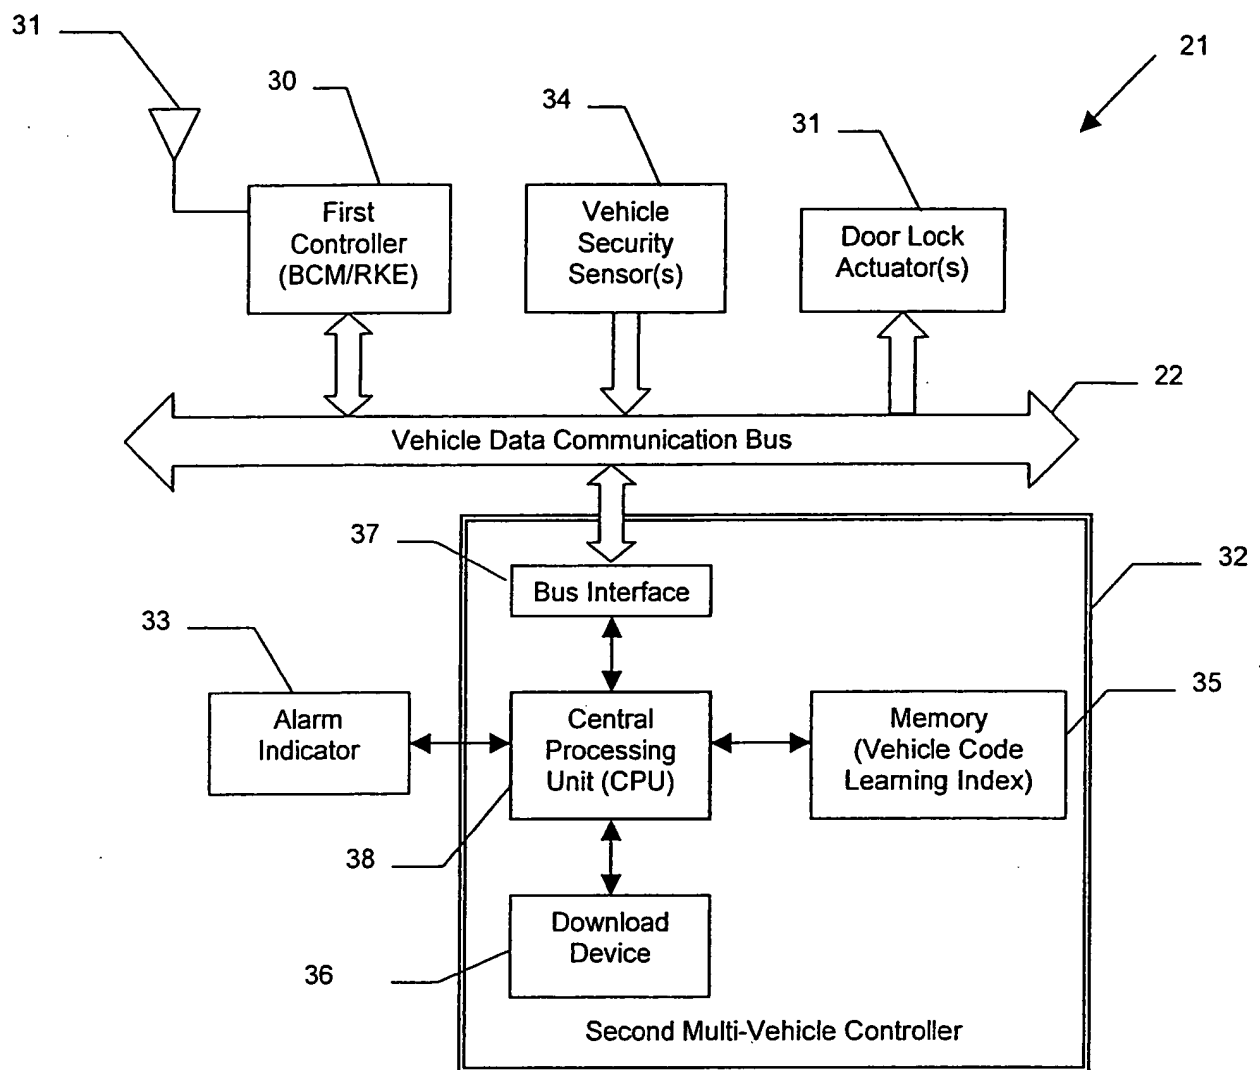 31
30
34
31
21
First
Controller
(BCM/RKE)
Vehicle
Security
Sensor(s)
Door Lock
Actuator(s)
22
Vehicle Data Communication Bus
37
Bus Interface
32
33
Alarm
Indicator
Central
Processing
Unit (CPU)
Memory
(Vehicle Code
Learning Index)
35
38
Download
Device
36
Second Multi-Vehicle Controller